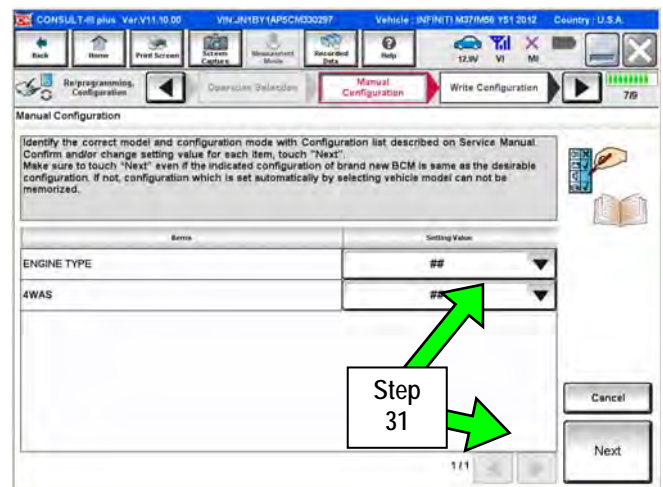 CONSULT-III plus Ver.V11.10.00 VIN:JN1BY1AP5CM330297 Vehicle : INFINITI M37/M56 Y51 2012 Country : U.S.A.
Back Home Print Screen Screen Capture Measurement Mode Recorded Data Help 12.9V VI MI
Re/programming, Configuration Operation Selection Manual Configuration Write Configuration 7/9
Manual Configuration
Identify the correct model and configuration mode with Configuration list described on Service Manual.
Confirm and/or change setting value for each item, touch "Next".
Make sure to touch "Next" even if the indicated configuration of brand new BCM is same as the desirable
configuration. If not, configuration which is set automatically by selecting vehicle model can not be
memorized.
Items Setting Value
ENGINE TYPE ##
4WAS ##
Step
31
Cancel
Next
1/1